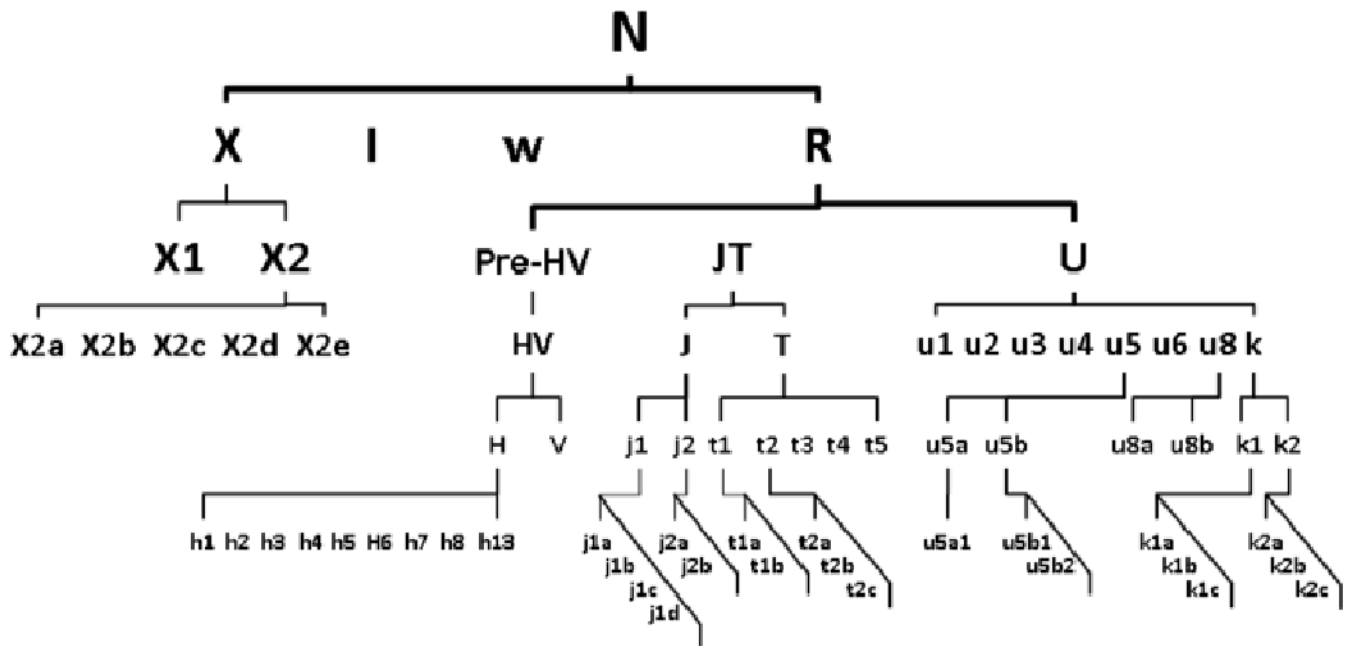 N
X I w R
X1 X2 Pre-HV JT U
X2a X2b X2c X2d X2e HV J T u1 u2 u3 u4 u5 u6 u8 k
H V j1 j2 t1 t2 t3 t4 t5 u5a u5b u8a u8b k1 k2
h1 h2 h3 h4 h5 H6 h7 h8 h13 j1a j2a t1a t2a u5a1 u5b1 k1a k2a
j1b j2b t1b t2b u5b2 k1b k2b
j1c t2c k1c k2c
j1d